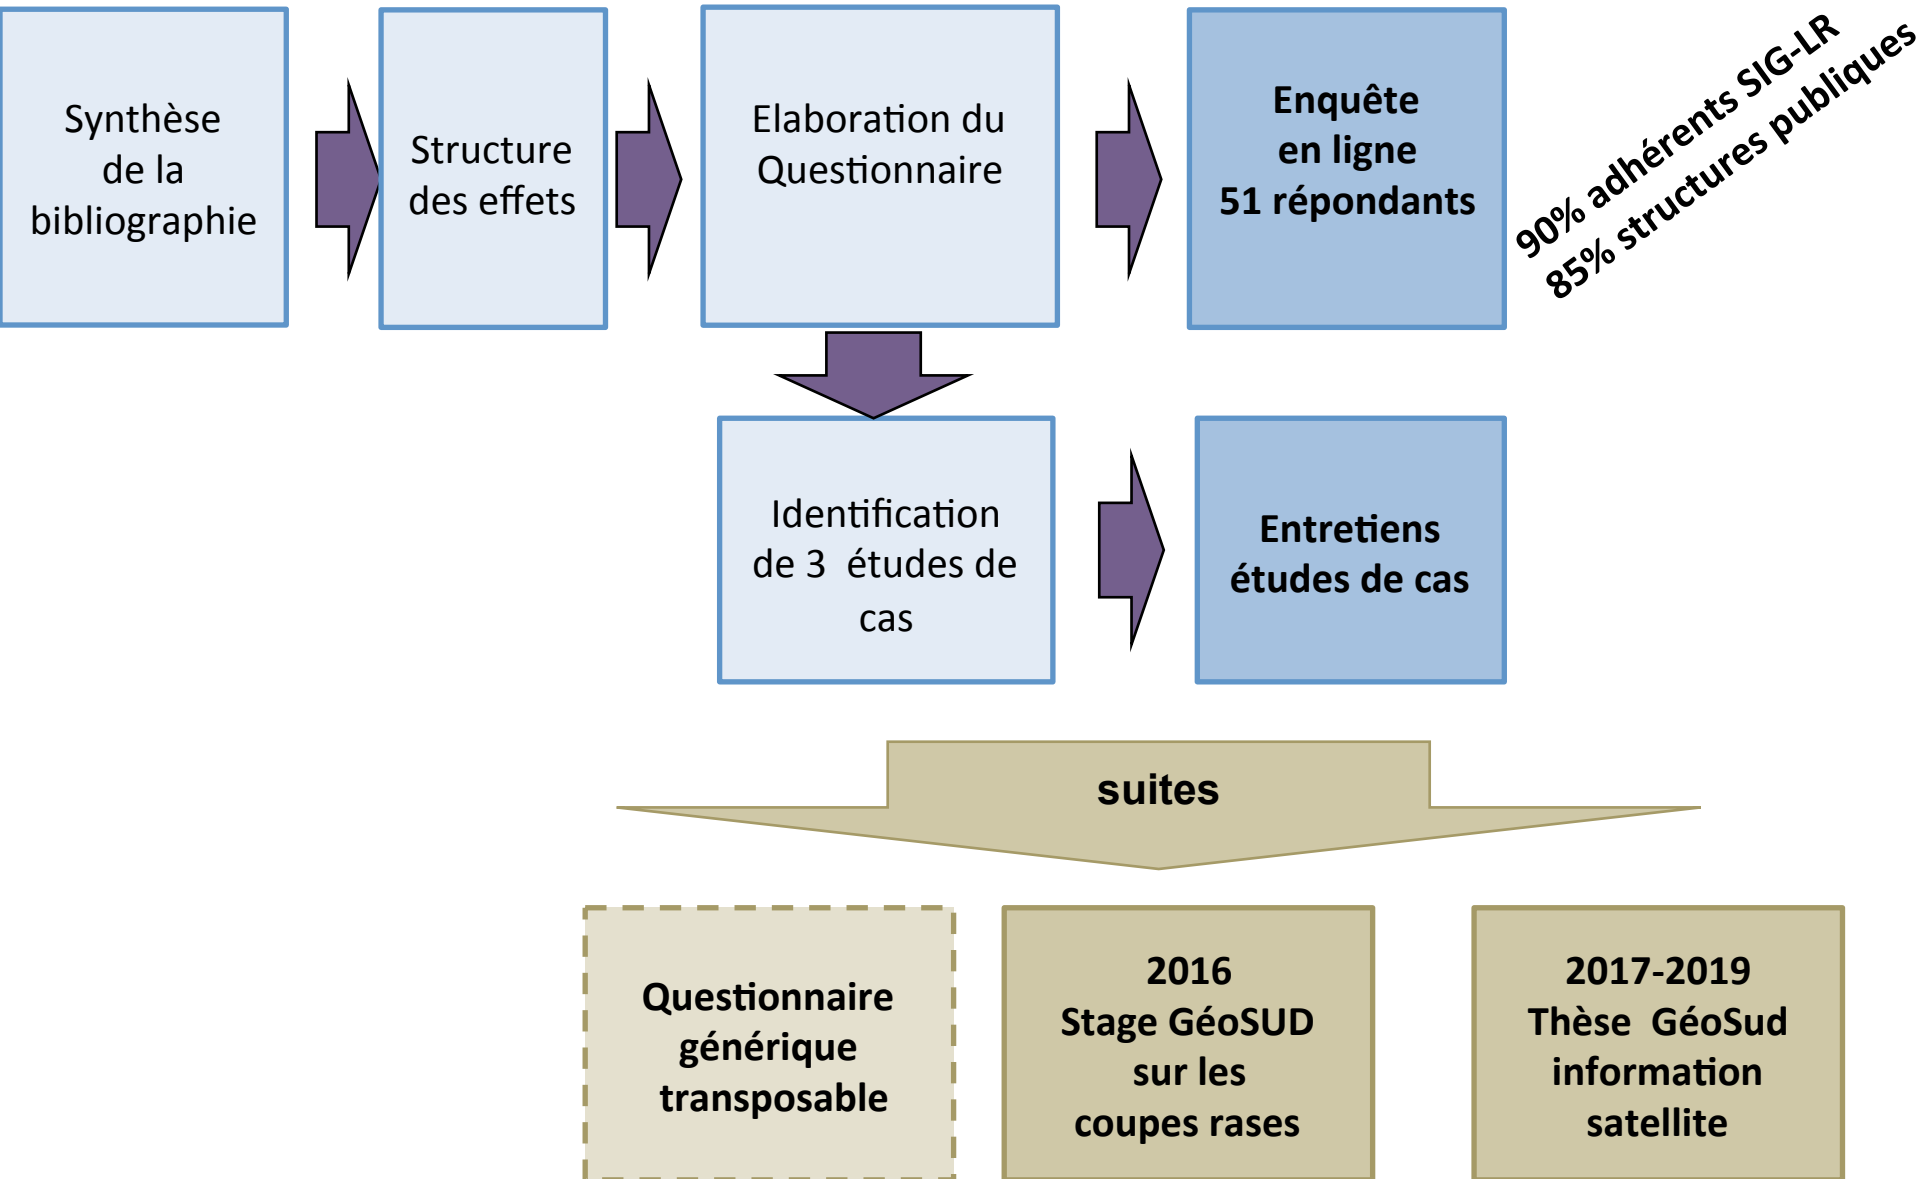 Synthèse
de la
bibliographie
Structure
des effets
Elaboration du
Questionnaire
Enquête
en ligne
51 répondants
90% adhérents SIG-LR
85% structures publiques
Identification
de 3 études de
cas
Entretiens
études de cas
suites
Questionnaire
générique
transposable
2016
Stage GéoSUD
sur les
coupes rases
2017-2019
Thèse GéoSud
information
satellite